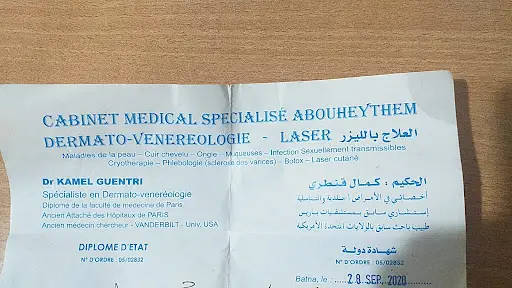 CABINET MEDICAL SPECIALISÉ ABOUHEYTHEM
DERMATO-VENEREOLOGIE - LASER العلاج بالليزر
Maladies de la peau – Cuir chevelu – Ongle – Muqueuses – Infection Sexuellement transmissibles
Cryotherapie – Phlebologie (sclerose des varices) – Botox – Laser cutané
Dr KAMEL GUENTRI
الحكيم : كمال قنطري
Spécialiste en Dermato-venereologie
أخصائي في الأمراض الجلدية والتناسلية
Diplomé de la faculté de medecine de Paris
إستشاري سابق بمستشفيات باريس
Ancien Attaché des Hôpitaux de PARIS
طبيب باحث سابق بالولايات المتحدة الأمريكية
Ancien médecin chercheur - VANDERBILT - Univ. USA
DIPLOME D'ETAT
شهادة دولة
N° D'ORDRE : 05/02832
N° D'ORDRE : 05/02832
Batna, le 28 SEP. 2020